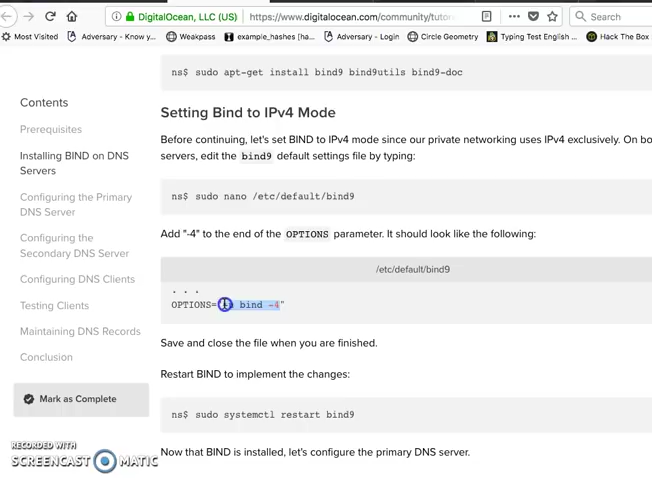 DigitalOcean, LLC (US)
https://www.digitalocean.com/community/tutor
Search
Most Visited
Adversary - Know y...
Weakpass
example_hashes [ha...
Adversary - Login
Circle Geometry
Typing Test English ...
Hack The Box
ns$ sudo apt-get install bind9 bind9utils bind9-doc
Contents
Prerequisites
Installing BIND on DNS
Servers
Configuring the Primary
DNS Server
Configuring the
Secondary DNS Server
Configuring DNS Clients
Testing Clients
Maintaining DNS Records
Conclusion
Mark as Complete
Setting Bind to IPv4 Mode
Before continuing, let's set BIND to IPv4 mode since our private networking uses IPv4 exclusively. On bo
servers, edit the bind9 default settings file by typing:
ns$ sudo nano /etc/default/bind9
Add "-4" to the end of the OPTIONS parameter. It should look like the following:
/etc/default/bind9
. . .
OPTIONS= bind -4"
Save and close the file when you are finished.
Restart BIND to implement the changes:
ns$ sudo systemctl restart bind9
Now that BIND is installed, let's configure the primary DNS server.
RECORDED WITH
SCREENCAST MATIC